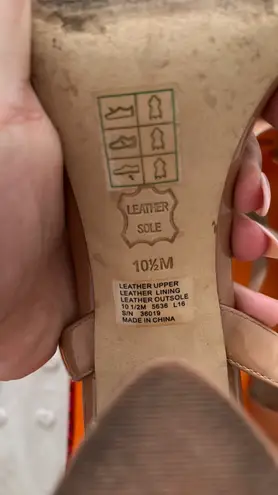 LEATHER
SOLE
10½M
LEATHER UPPER
LEATHER LINING
LEATHER OUTSOLE
10 1/2M 5636 L16
S/N 36019
MADE IN CHINA